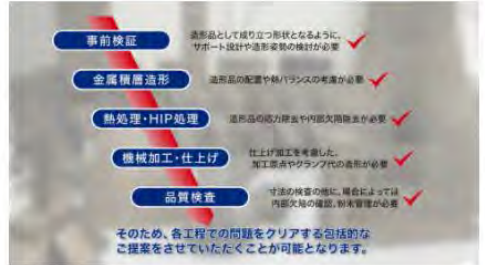 事前検証
造形品として成り立つ形状となるように、
サポート設計や造形姿勢の検討が必要
金属積層造形
造形品の配置や熱バランスの考慮が必要
熱処理・HIP処理
造形品の応力除去や内部欠陥除去が必要
機械加工・仕上げ
仕上げ加工を考慮した、
加工原点やクランプ代の造形が必要
品質検査
寸法の検査の他に、場合によっては
内部欠陥の確認、粉末管理が必要
そのため、各工程での問題をクリアする包括的な
ご提案をさせていただくことが可能となります。